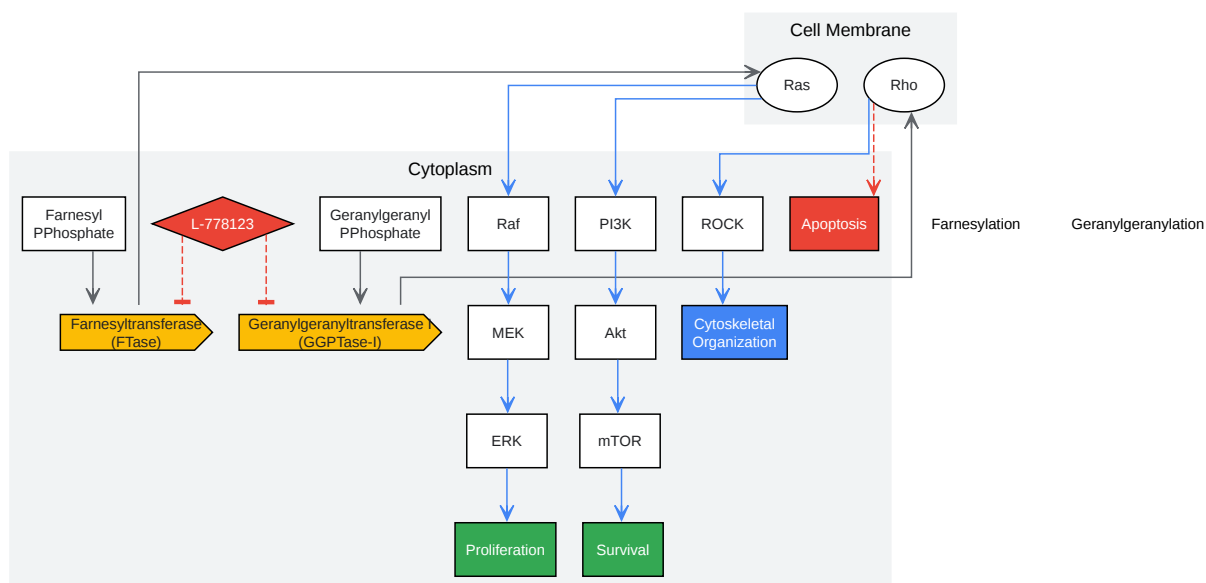 Cell Membrane
Ras
Rho
Cytoplasm
Farnesyl
PPhosphate
L-778123
Geranylgeranyl
PPhosphate
Raf
PI3K
ROCK
Apoptosis
Farnesylation
Geranylgeranylation
Farnesyltransferase
(FTase)
Geranylgeranyltransferase I
(GGPTase-I)
MEK
Akt
Cytoskeletal
Organization
ERK
mTOR
Proliferation
Survival